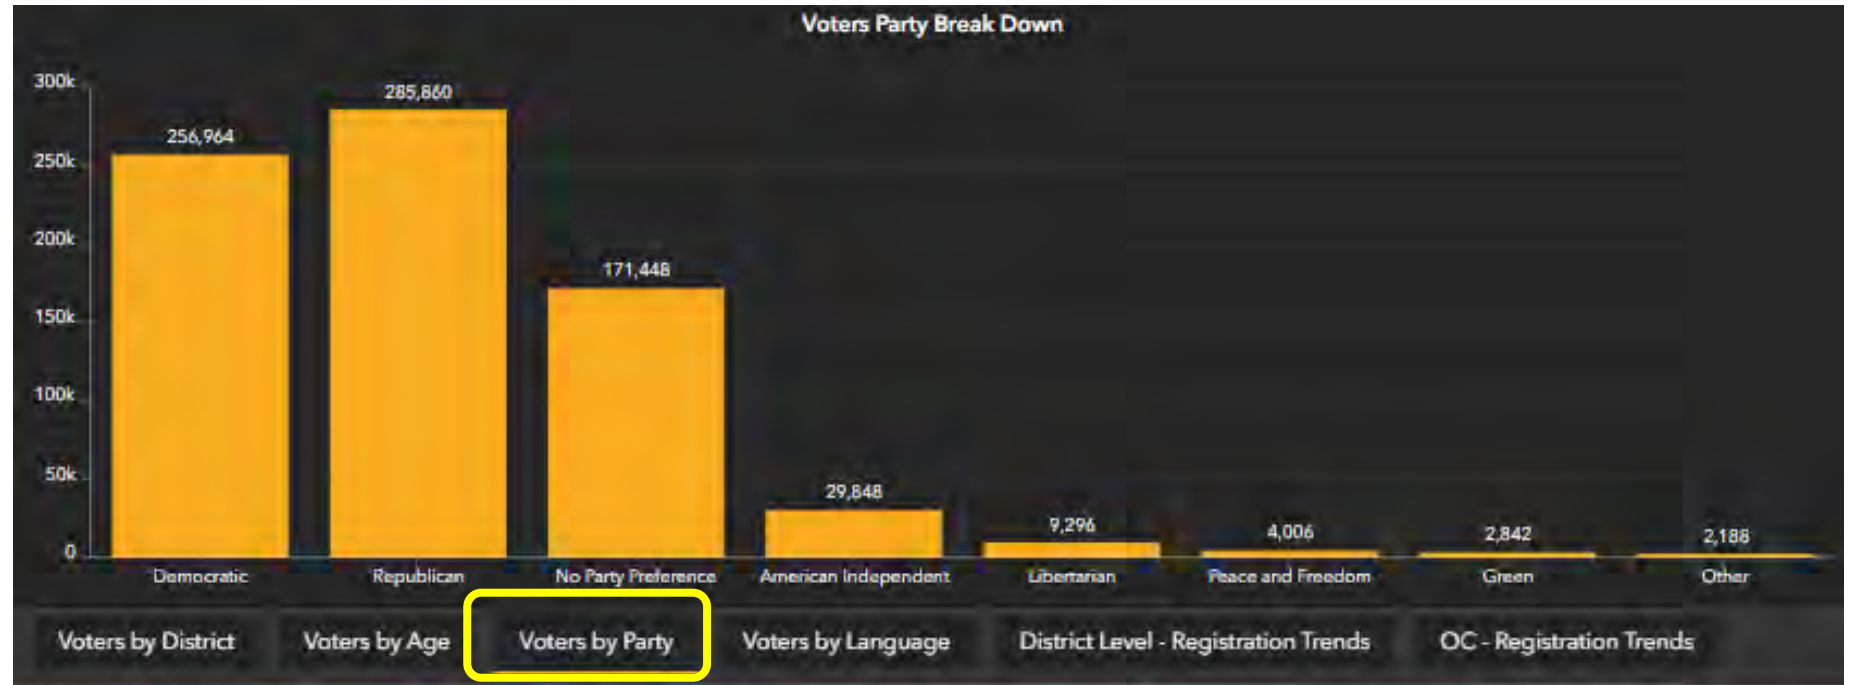 Voters Party Break Down
300k
250k
200k
150k
100k
50k
0
256,964
285,860
171,448
29,848
9,296
4,006
2,842
2,188
Democratic
Republican
No Party Preference
American Independent
Libertarian
Peace and Freedom
Green
Other
Voters by District
Voters by Age
Voters by Party
Voters by Language
District Level - Registration Trends
OC - Registration Trends